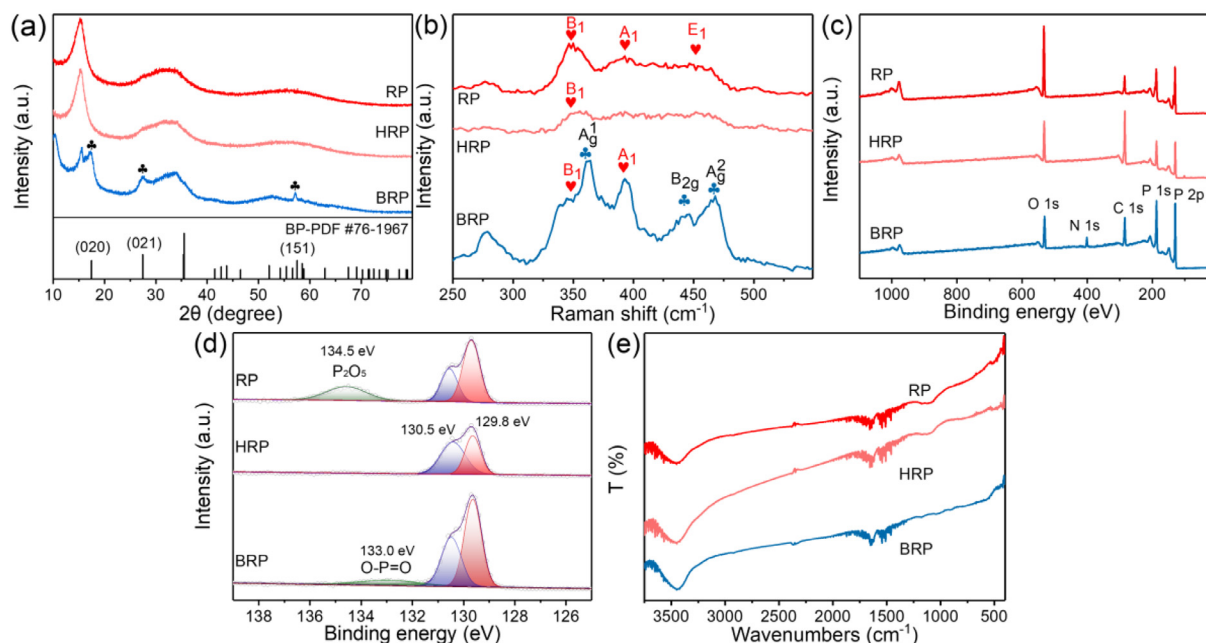 (a)
Intensity (a.u.)
RP
HRP
BRP
BP-PDF #76-1967
(020)
(021)
(151)
10 20 30 40 50 60 70
2θ (degree)
(b)
Intensity (a.u.)
B1
A1
E1
RP
B1
HRP
Ag1
B1
A1
B2g
Ag2
BRP
250 300 350 400 450 500
Raman shift (cm-1)
(c)
Intensity (a.u.)
RP
HRP
O 1s
N 1s
C 1s
P 1s
P 2p
BRP
1000 800 600 400 200
Binding energy (eV)
(d)
Intensity (a.u.)
134.5 eV
P2O5
RP
130.5 eV
129.8 eV
HRP
133.0 eV
O-P=O
BRP
138 136 134 132 130 128 126
Binding energy (eV)
(e)
T (%)
RP
HRP
BRP
3500 3000 2500 2000 1500 1000 500
Wavenumbers (cm-1)